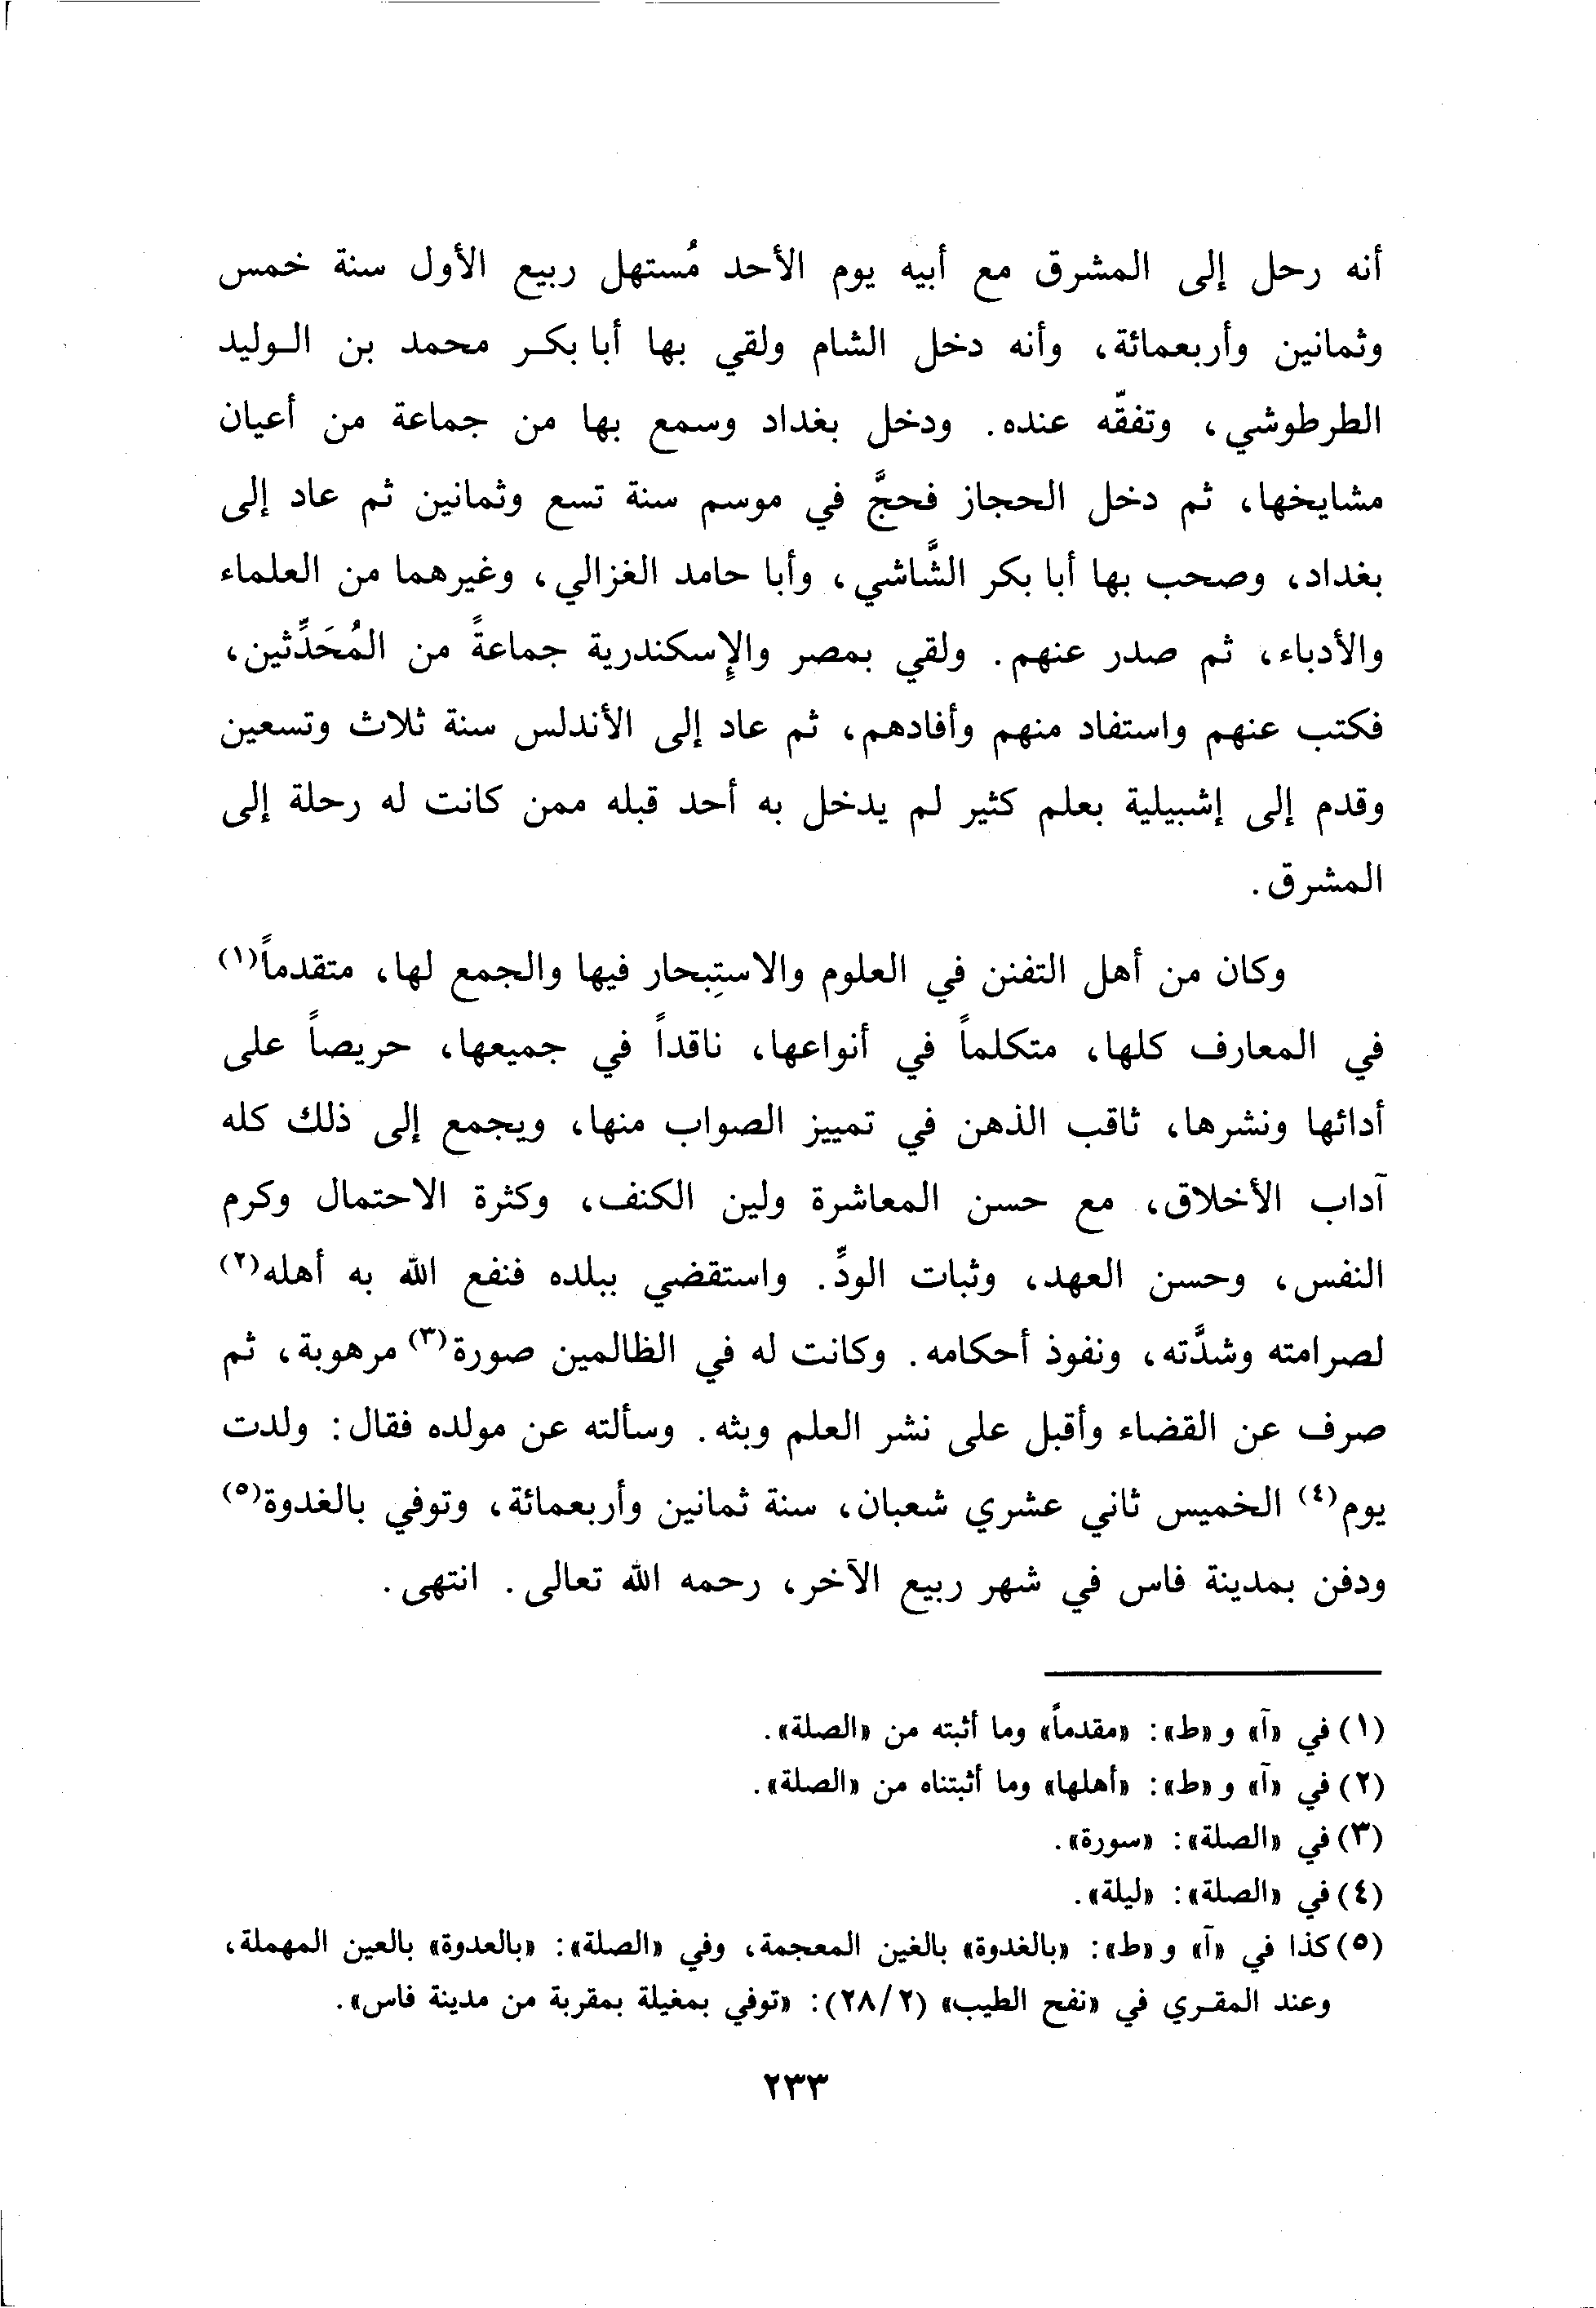 أنه رحل إلى المشرق مع أبيه يوم الأحد مُستهل ربيع الأول سنة خمس
وثمانين وأربعمائة، وأنه دخل الشام ولقي بها أبا بكـر محمد بن الـوليد
الطرطوشي، وتفقّه عنده. ودخل بغداد وسمع بها من جماعة من أعيان
مشايخها، ثم دخل الحجاز فحجَّ في موسم سنة تسع وثمانين ثم عاد إلى
بغداد، وصحب بها أبا بكر الشَّاشي، وأبا حامد الغزالي، وغيرهما من العلماء
والأدباء، ثم صدر عنهم. ولقي بمصر والإِسكندرية جماعةً من المُحَدِّثين،
فكتب عنهم واستفاد منهم وأفادهم، ثم عاد إلى الأندلس سنة ثلاث وتسعين
وقدم إلى إشبيلية بعلم كثير لم يدخل به أحد قبله ممن كانت له رحلة إلى
المشرق.
وكان من أهل التفنن في العلوم والاستِبحار فيها والجمع لها، متقدماً(١)
في المعارف كلها، متكلماً في أنواعها، ناقداً في جميعها، حريصاً على
أدائها ونشرها، ثاقب الذهن في تمييز الصواب منها، ويجمع إلى ذلك كله
آداب الأخلاق، مع حسن المعاشرة ولين الكنف، وكثرة الاحتمال وكرم
النفس، وحسن العهد، وثبات الودِّ. واستقضي ببلده فنفع الله به أهله(٢)
لصرامته وشدَّته، ونفوذ أحكامه. وكانت له في الظالمين صورة(٣) مرهوبة، ثم
صرف عن القضاء وأقبل على نشر العلم وبثه. وسألته عن مولده فقال: ولدت
يوم(٤) الخميس ثاني عشري شعبان، سنة ثمانين وأربعمائة، وتوفي بالغدوة(٥)
ودفن بمدينة فاس في شهر ربيع الآخر، رحمه الله تعالى. انتهى.
(١) في «آ» و «ط»: «مقدماً» وما أثبته من «الصلة».
(٢) في «آ» و «ط»: «أهلها» وما أثبتناه من «الصلة».
(٣) في «الصلة»: «سورة».
(٤) في «الصلة»: «ليلة».
(٥) كذا في «آ» و «ط»: «بالغدوة» بالغين المعجمة، وفي «الصلة»: «بالعدوة» بالعين المهملة،
وعند المقـري في «نفح الطيب» (٢/٢٨): «توفي بمغيلة بمقربة من مدينة فاس».
٢٣٣